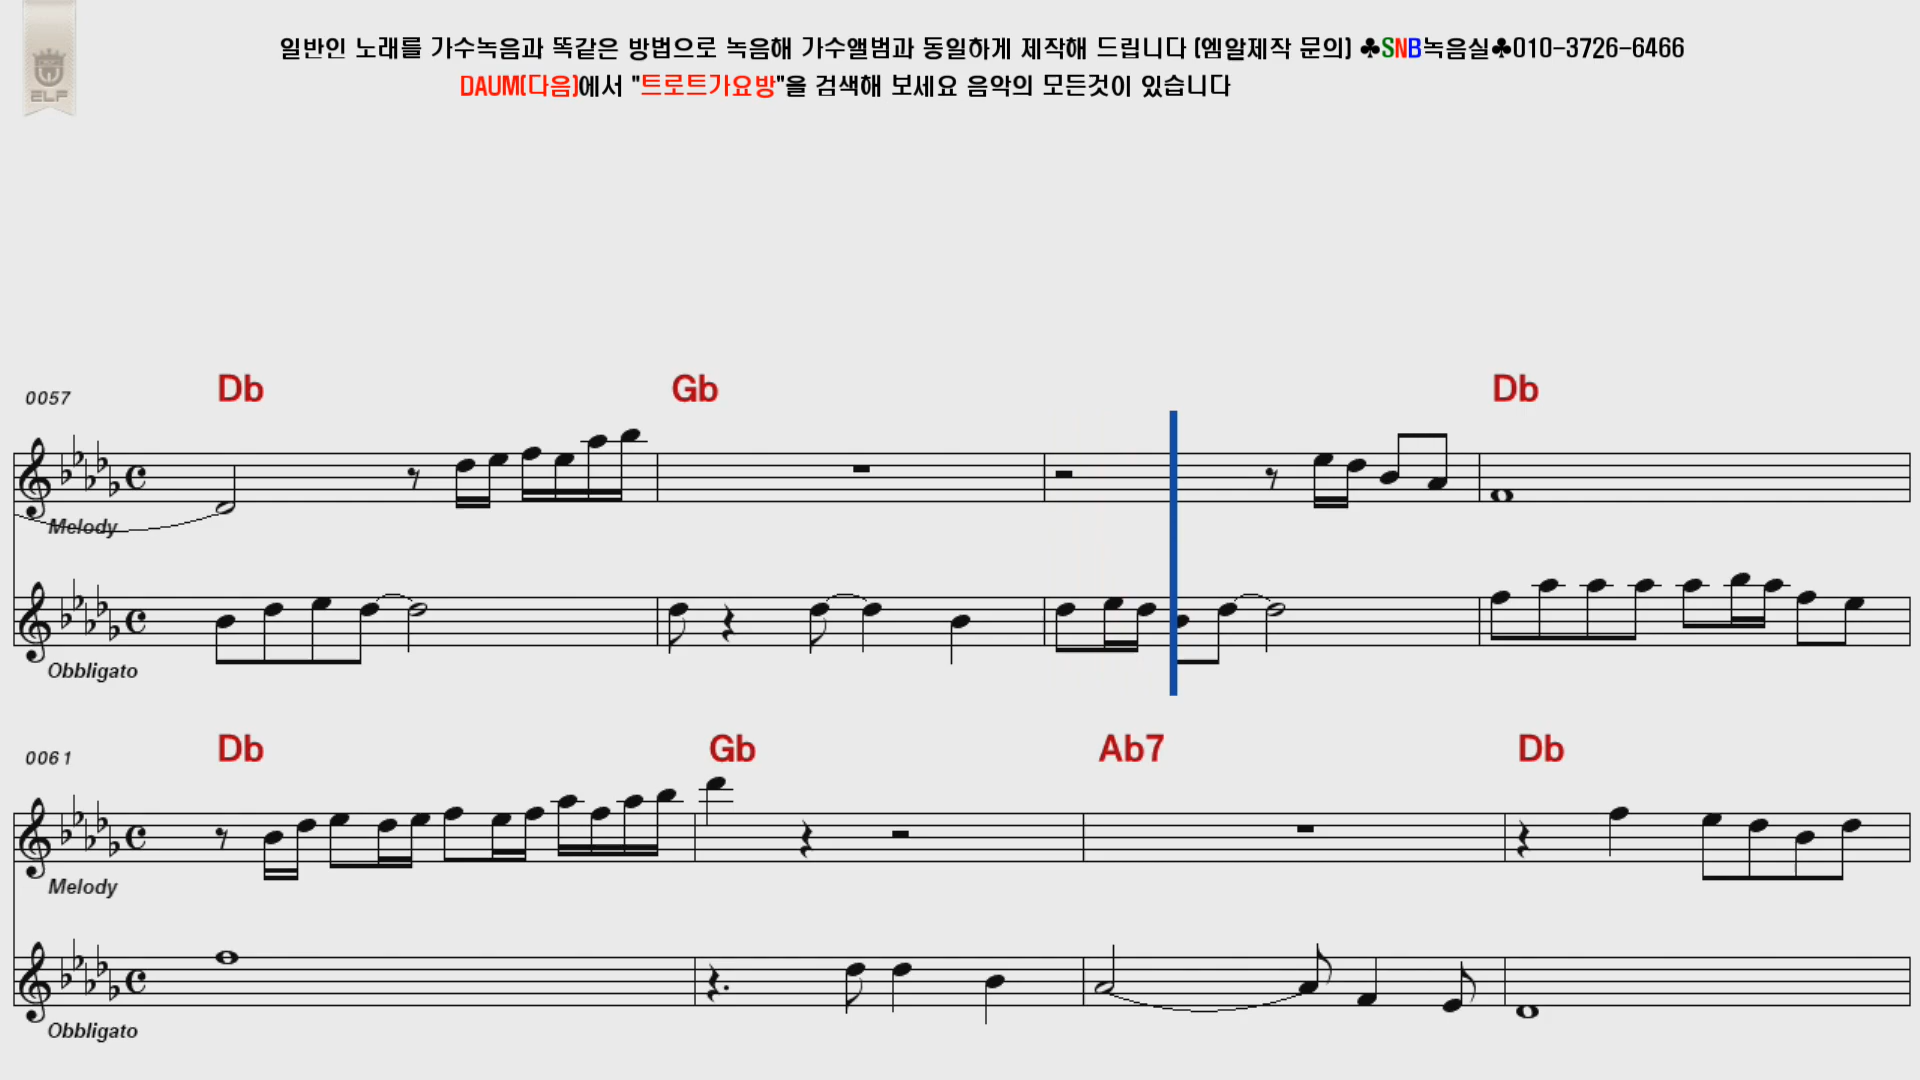 일반인 노래를 가수녹음과 똑같은 방법으로 녹음해 가수앨범과 동일하게 제작해 드립니다 (엠알제작 문의) ♣SNB녹음실♣010-3726-6466
DAUM(다음)에서 "트로트가요방"을 검색해 보세요 음악의 모든것이 있습니다
ELF
0057 Db Gb Db
Melody
Obbligato
0061 Db Gb Ab7 Db
Melody
Obbligato